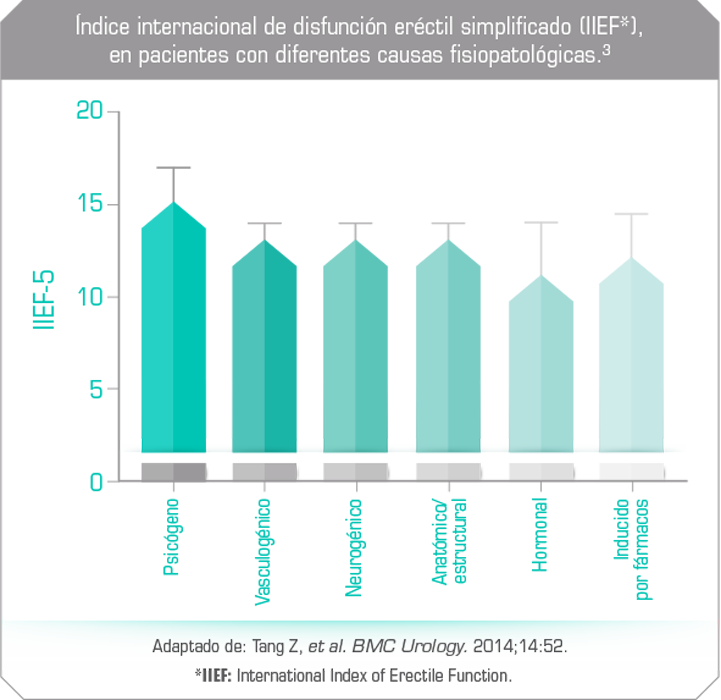 Índice internacional de disfunción eréctil simplificado (IIEF*),
en pacientes con diferentes causas fisiopatológicas.3
20
15
10
5
0
IIEF-5
Psicógeno
Vasculogénico
Neurogénico
Anatómico/
estructural
Hormonal
Inducido
por fármacos
Adaptado de: Tang Z, et al. BMC Urology. 2014;14:52.
*IIEF: International Index of Erectile Function.